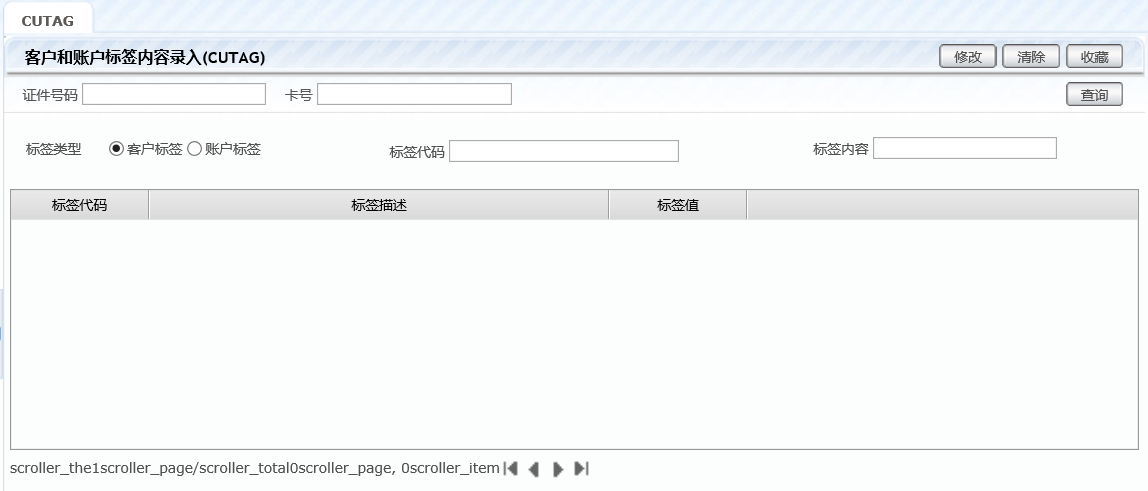 CUTAG
客户和账户标签内容录入(CUTAG) 修改 清除 收藏
证件号码 卡号 查询
标签类型 客户标签 账户标签 标签代码 标签内容
标签代码 标签描述 标签值
scroller_the1scroller_page/scroller_total0scroller_page, 0scroller_item